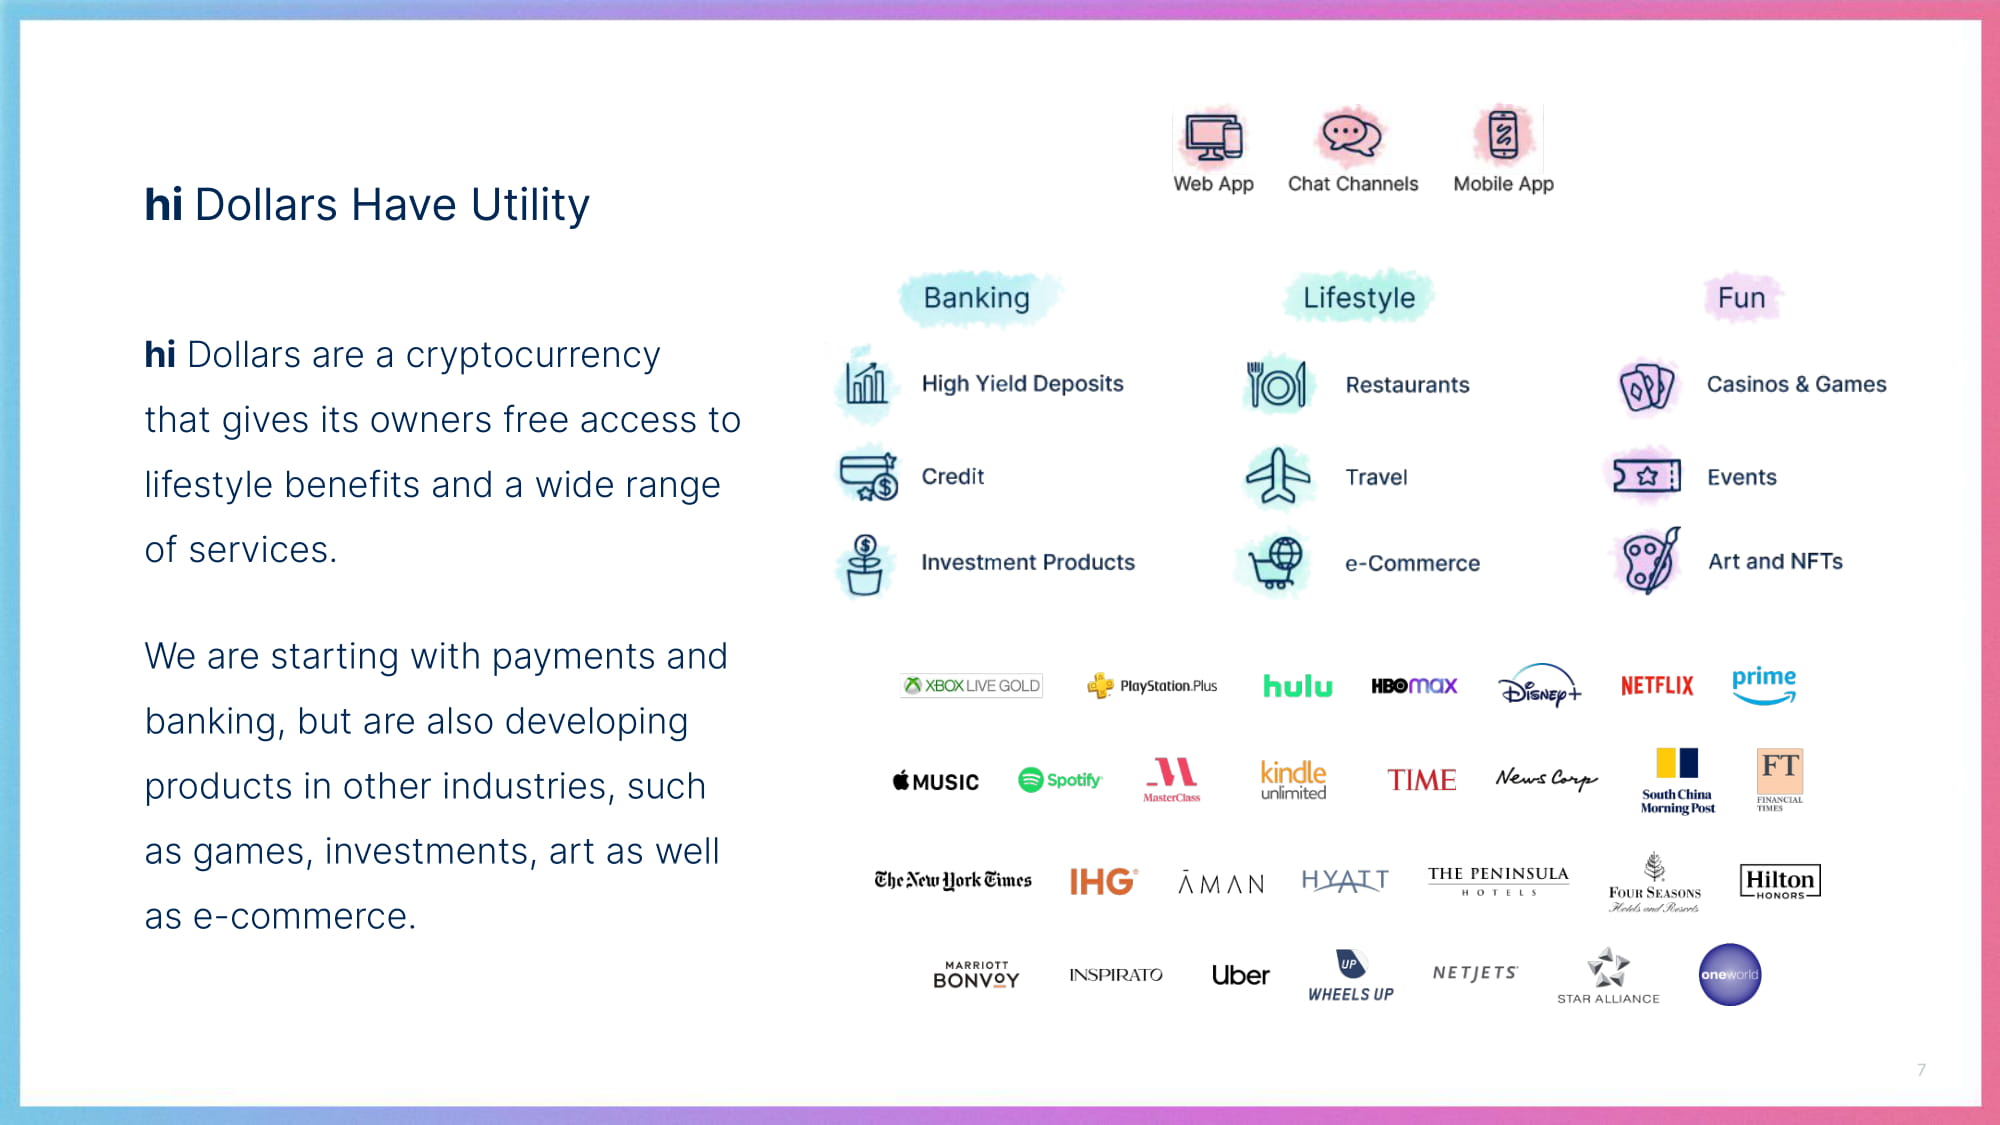 hi Dollars Have Utility
hi Dollars are a cryptocurrency
that gives its owners free access to
lifestyle benefits and a wide range
of services.
We are starting with payments and
banking, but are also developing
products in other industries, such
as games, investments, art as well
as e-commerce.
Web App
Chat Channels
Mobile App
Banking
High Yield Deposits
Credit
Investment Products
Lifestyle
Restaurants
Travel
e-Commerce
Fun
Casinos & Games
Events
Art and NFTs
XBOX LIVE GOLD
PlayStation.Plus
hulu
HBOmax
Disney+
NETFLIX
prime
MUSIC
Spotify
MasterClass
kindle
unlimited
TIME
News Corp
South China
Morning Post
FT
FINANCIAL
TIMES
The New York Times
IHG
ĀMAN
HYATT
THE PENINSULA
HOTELS
FOUR SEASONS
Hotels and Resorts
Hilton
HONORS
MARRIOTT
BONVOY
INSPIRATO
Uber
UP
WHEELS UP
NETJETS
STAR ALLIANCE
oneworld
7